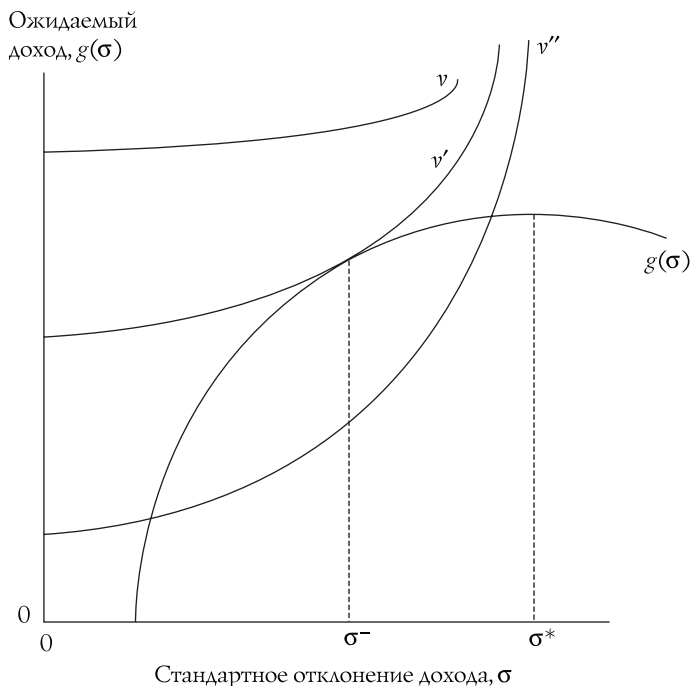 Ожидаемый
доход, g(σ)
v″
v
v′
g(σ)
0
0
σ⁻
σ*
Стандартное отклонение дохода, σ